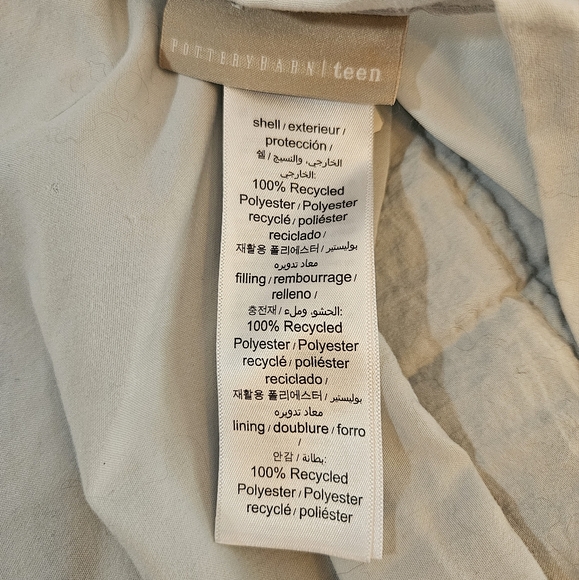 POTTERYBARN | teen
shell / exterieur /
protección /
쉘 / الخارجي، والنسيج
الخارجي:
100% Recycled
Polyester / Polyester
recyclé / poliéster
reciclado /
재활용 폴리에스터 / بوليستير
معاد تدويره
filling / rembourrage /
relleno /
충전재 / الحشو، وملء:
100% Recycled
Polyester / Polyester
recyclé / poliéster
reciclado /
재활용 폴리에스터 / بوليستير
معاد تدويره
lining / doublure / forro
/
안감 / بطانة:
100% Recycled
Polyester / Polyester
recyclé / poliéster